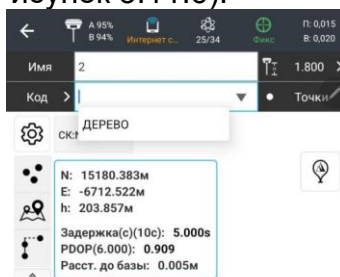 A 95% П: 0,015
B 94% Интернет с... 25/34 Фикс B: 0,020
Имя 2 1.800
Код ДЕРЕВО Точки
N: 15180.383м
E: -6712.522м
h: 203.857м
Задержка(с)(10с): 5.000s
PDOP(6.000): 0.909
Расст. до базы: 0.005м